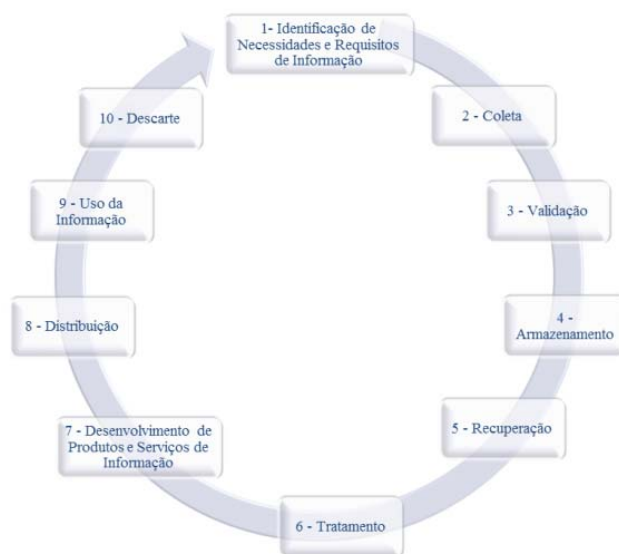 1- Identificação de
Necessidades e Requisitos
de Informação
2 - Coleta
3 - Validação
4 -
Armazenamento
5 - Recuperação
6 - Tratamento
7 - Desenvolvimento de
Produtos e Serviços de
Informação
8 - Distribuição
9 - Uso da
Informação
10 - Descarte